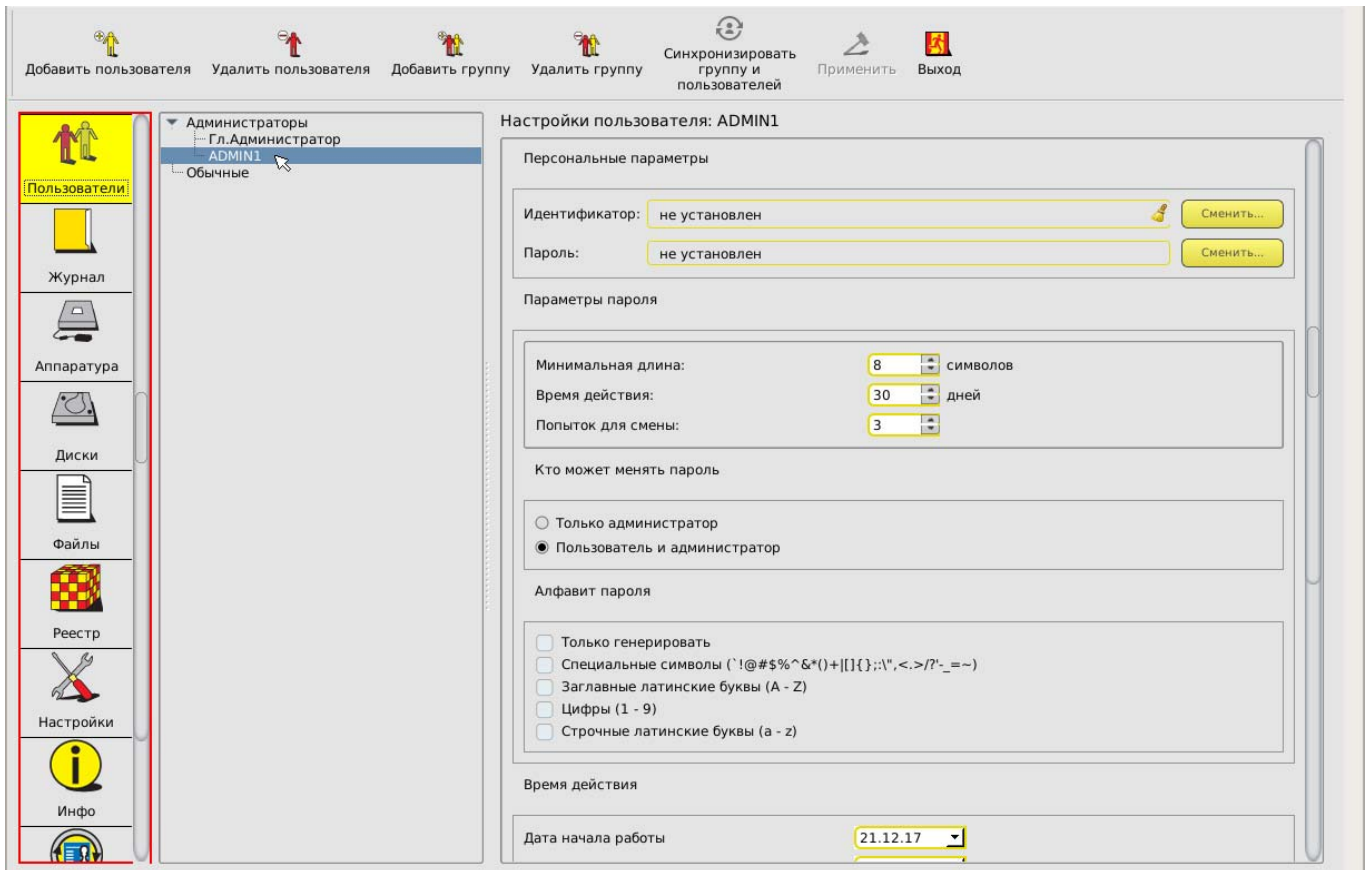 Добавить пользователя
Удалить пользователя
Добавить группу
Удалить группу
Синхронизировать
группу и
пользователей
Применить
Выход
Пользователи
Журнал
Аппаратура
Диски
Файлы
Реестр
Настройки
Инфо
Администраторы
Гл.Администратор
ADMIN1
Обычные
Настройки пользователя: ADMIN1
Персональные параметры
Идентификатор: не установлен Сменить...
Пароль: не установлен Сменить...
Параметры пароля
Минимальная длина: 8 символов
Время действия: 30 дней
Попыток для смены: 3
Кто может менять пароль
Только администратор
Пользователь и администратор
Алфавит пароля
Только генерировать
Специальные символы (`!@#$%^&*()+|[]{};:\",<.>/?'-_=~)
Заглавные латинские буквы (A - Z)
Цифры (1 - 9)
Строчные латинские буквы (a - z)
Время действия
Дата начала работы 21.12.17